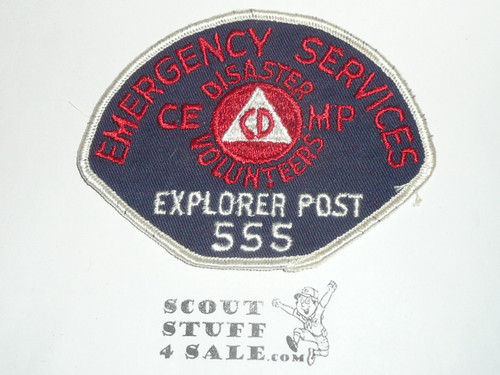 EMERGENCY SERVICES
DISASTER
CE CD MP
VOLUNTEERS
EXPLORER POST
555
SCOUT
STUFF
4 SALE.COM